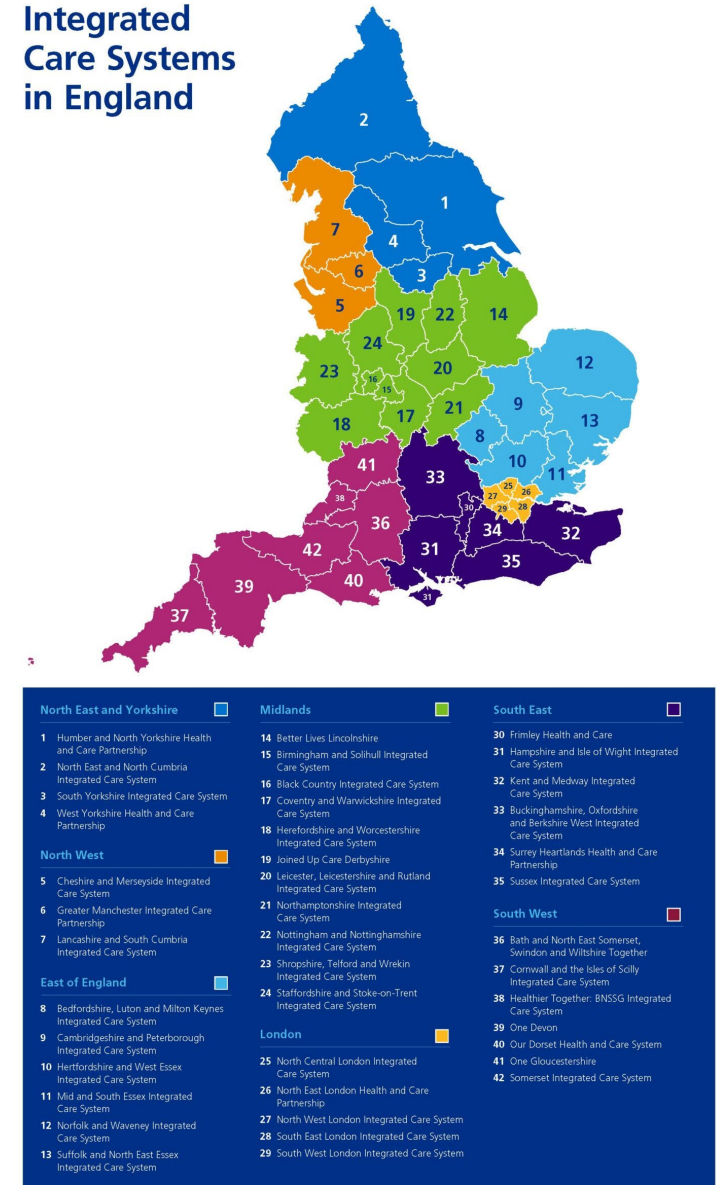 Integrated
Care Systems
in England
2
1
7
4
6
3
5
19
22
14
24
12
23
16
15
20
9
13
18
17
21
8
10
11
41
33
25
27
26
38
30
29
28
36
34
32
42
31
35
39
40
37
31
North East and Yorkshire
1 Humber and North Yorkshire Health
and Care Partnership
2 North East and North Cumbria
Integrated Care System
3 South Yorkshire Integrated Care System
4 West Yorkshire Health and Care
Partnership
North West
5 Cheshire and Merseyside Integrated
Care System
6 Greater Manchester Integrated Care
Partnership
7 Lancashire and South Cumbria
Integrated Care System
East of England
8 Bedfordshire, Luton and Milton Keynes
Integrated Care System
9 Cambridgeshire and Peterborough
Integrated Care System
10 Hertfordshire and West Essex
Integrated Care System
11 Mid and South Essex Integrated
Care System
12 Norfolk and Waveney Integrated
Care System
13 Suffolk and North East Essex
Integrated Care System
Midlands
14 Better Lives Lincolnshire
15 Birmingham and Solihull Integrated
Care System
16 Black Country Integrated Care System
17 Coventry and Warwickshire Integrated
Care System
18 Herefordshire and Worcestershire
Integrated Care System
19 Joined Up Care Derbyshire
20 Leicester, Leicestershire and Rutland
Integrated Care System
21 Northamptonshire Integrated
Care System
22 Nottingham and Nottinghamshire
Integrated Care System
23 Shropshire, Telford and Wrekin
Integrated Care System
24 Staffordshire and Stoke-on-Trent
Integrated Care System
London
25 North Central London Integrated
Care System
26 North East London Health and Care
Partnership
27 North West London Integrated Care System
28 South East London Integrated Care System
29 South West London Integrated Care System
South East
30 Frimley Health and Care
31 Hampshire and Isle of Wight Integrated
Care System
32 Kent and Medway Integrated
Care System
33 Buckinghamshire, Oxfordshire
and Berkshire West Integrated
Care System
34 Surrey Heartlands Health and Care
Partnership
35 Sussex Integrated Care System
South West
36 Bath and North East Somerset,
Swindon and Wiltshire Together
37 Cornwall and the Isles of Scilly
Integrated Care System
38 Healthier Together: BNSSG Integrated
Care System
39 One Devon
40 Our Dorset Health and Care System
41 One Gloucestershire
42 Somerset Integrated Care System